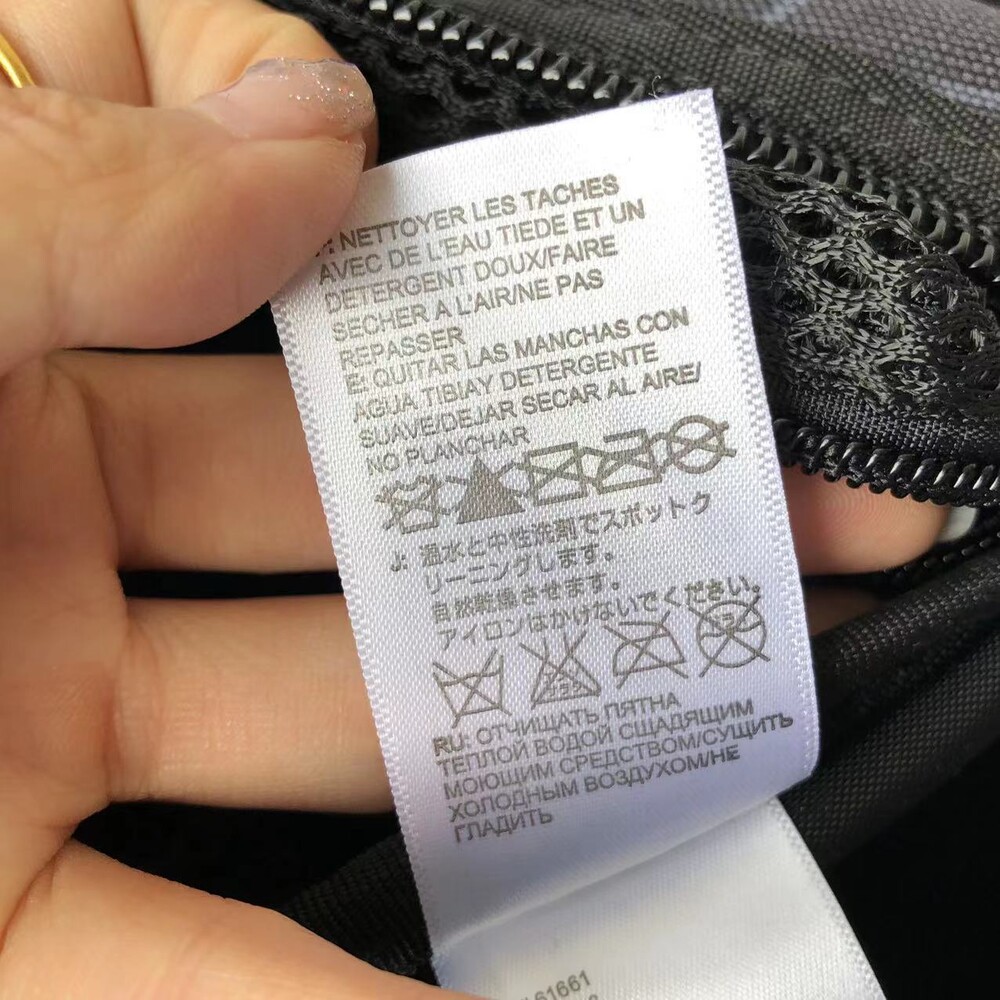 NETTOYER LES TACHES
AVEC DE L'EAU TIEDE ET UN
DETERGENT DOUX/FAIRE
SECHER A L'AIR/NE PAS
REPASSER
E: QUITAR LAS MANCHAS CON
AGUA TIBIAY DETERGENTE
SUAVE/DEJAR SECAR AL AIRE/
NO PLANCHAR
J: 温水と中性洗剤でスポットク
リーニングします。
自然乾燥させます。
アイロンはかけないでください。
RU: ОТЧИЩАТЬ ПЯТНА
ТЕПЛОЙ ВОДОЙ СЩАДЯЩИМ
МОЮЩИМ СРЕДСТВОМ/СУЩИТЬ
ХОЛОДНЫМ ВОЗДУХОМ/НЕ
ГЛАДИТЬ
61661